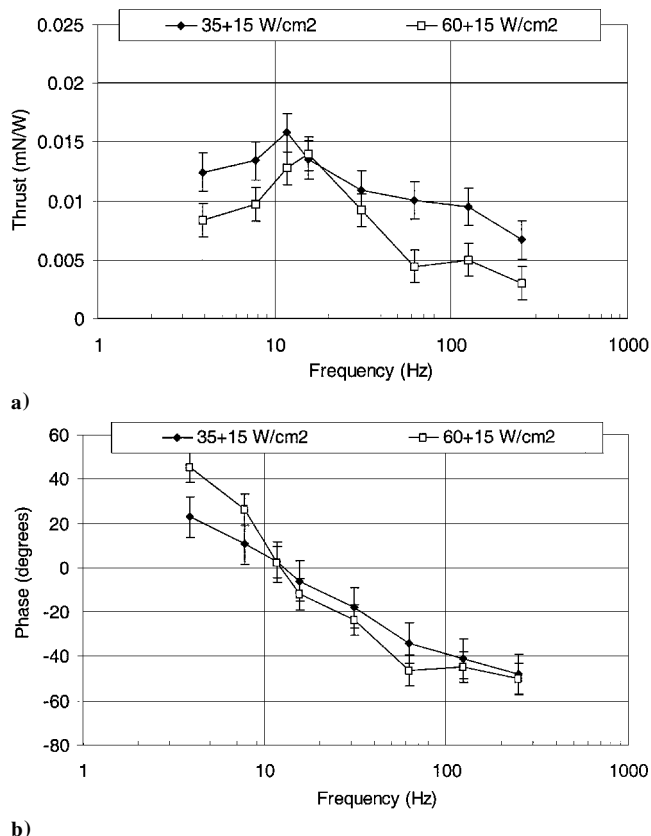 35+15 W/cm2 60+15 W/cm2
0.025
0.02
0.015
0.01
0.005
0
Thrust (mN/W)
1 10 100 1000
Frequency (Hz)
a)
35+15 W/cm2 60+15 W/cm2
60
40
20
0
-20
-40
-60
-80
Phase (degrees)
1 10 100 1000
Frequency (Hz)
b)